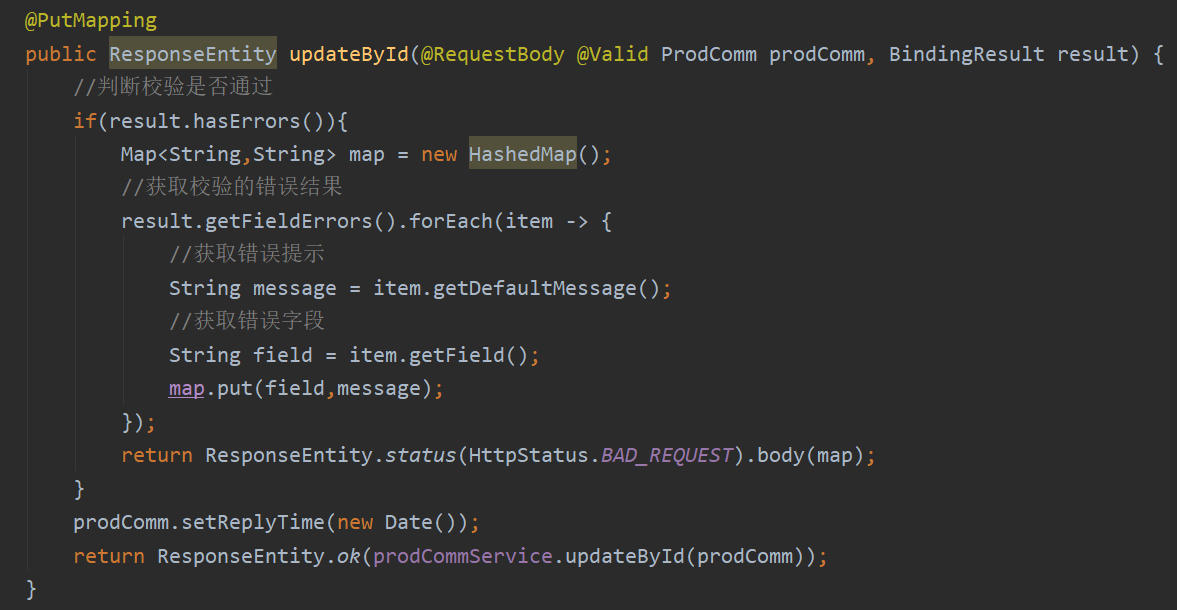 @PutMapping
public ResponseEntity updateById(@RequestBody @Valid ProdComm prodComm, BindingResult result) {
//判断校验是否通过
if(result.hasErrors()){
Map<String,String> map = new HashedMap();
//获取校验的错误结果
result.getFieldErrors().forEach(item -> {
//获取错误提示
String message = item.getDefaultMessage();
//获取错误字段
String field = item.getField();
map.put(field,message);
});
return ResponseEntity.status(HttpStatus.BAD_REQUEST).body(map);
}
prodComm.setReplyTime(new Date());
return ResponseEntity.ok(prodCommService.updateById(prodComm));
}